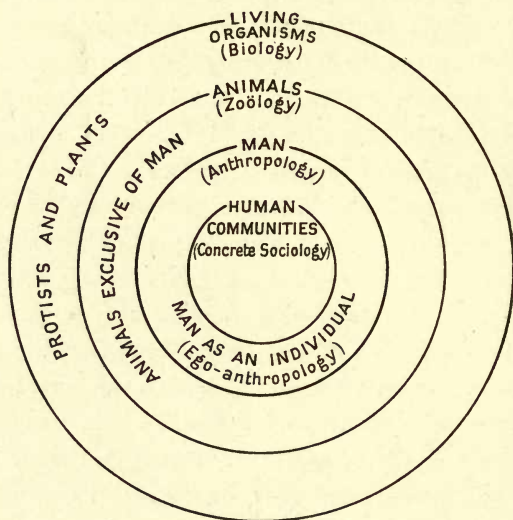 LIVING
ORGANISMS
(Biology)
ANIMALS
(Zoölogy)
MAN
(Anthropology)
HUMAN
COMMUNITIES
(Concrete Sociology)
MAN AS AN INDIVIDUAL
(Ego-anthropology)
ANIMALS EXCLUSIVE OF MAN
PROTISTS AND PLANTS